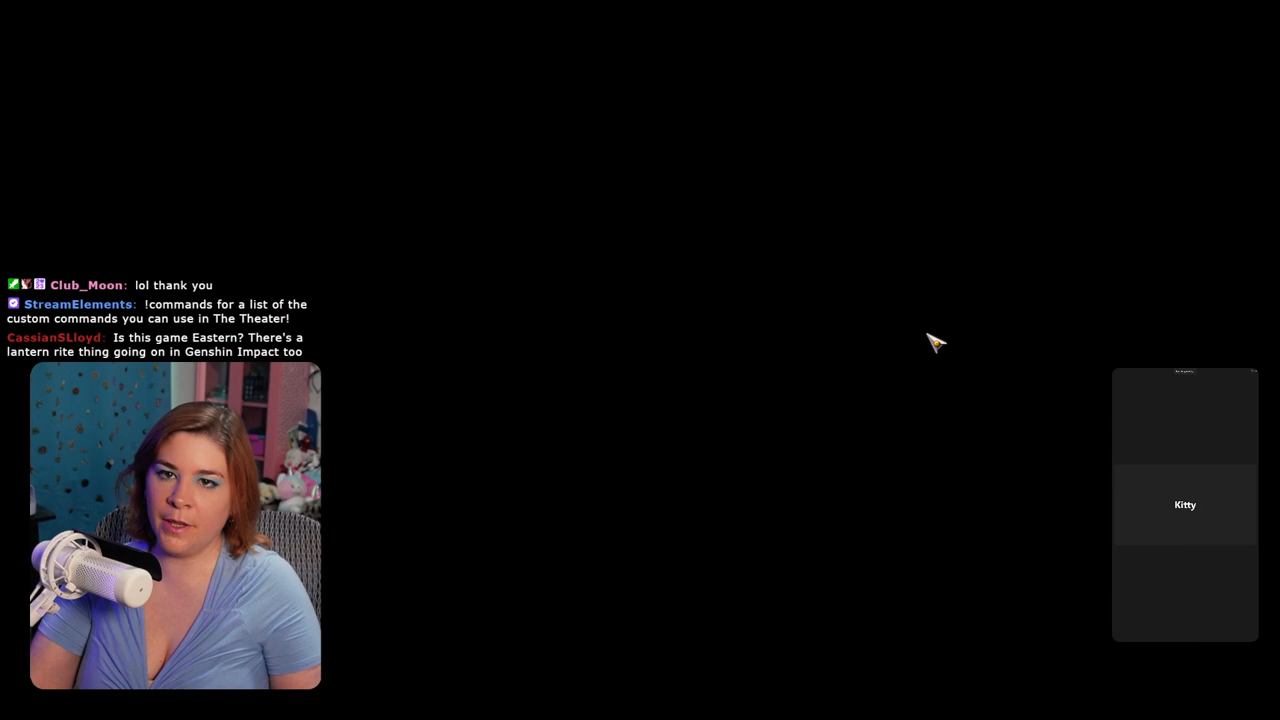 Club_Moon: lol thank you
StreamElements: !commands for a list of the
custom commands you can use in The Theater!
CassianSLloyd: Is this game Eastern? There's a
lantern rite thing going on in Genshin Impact too
Kitty